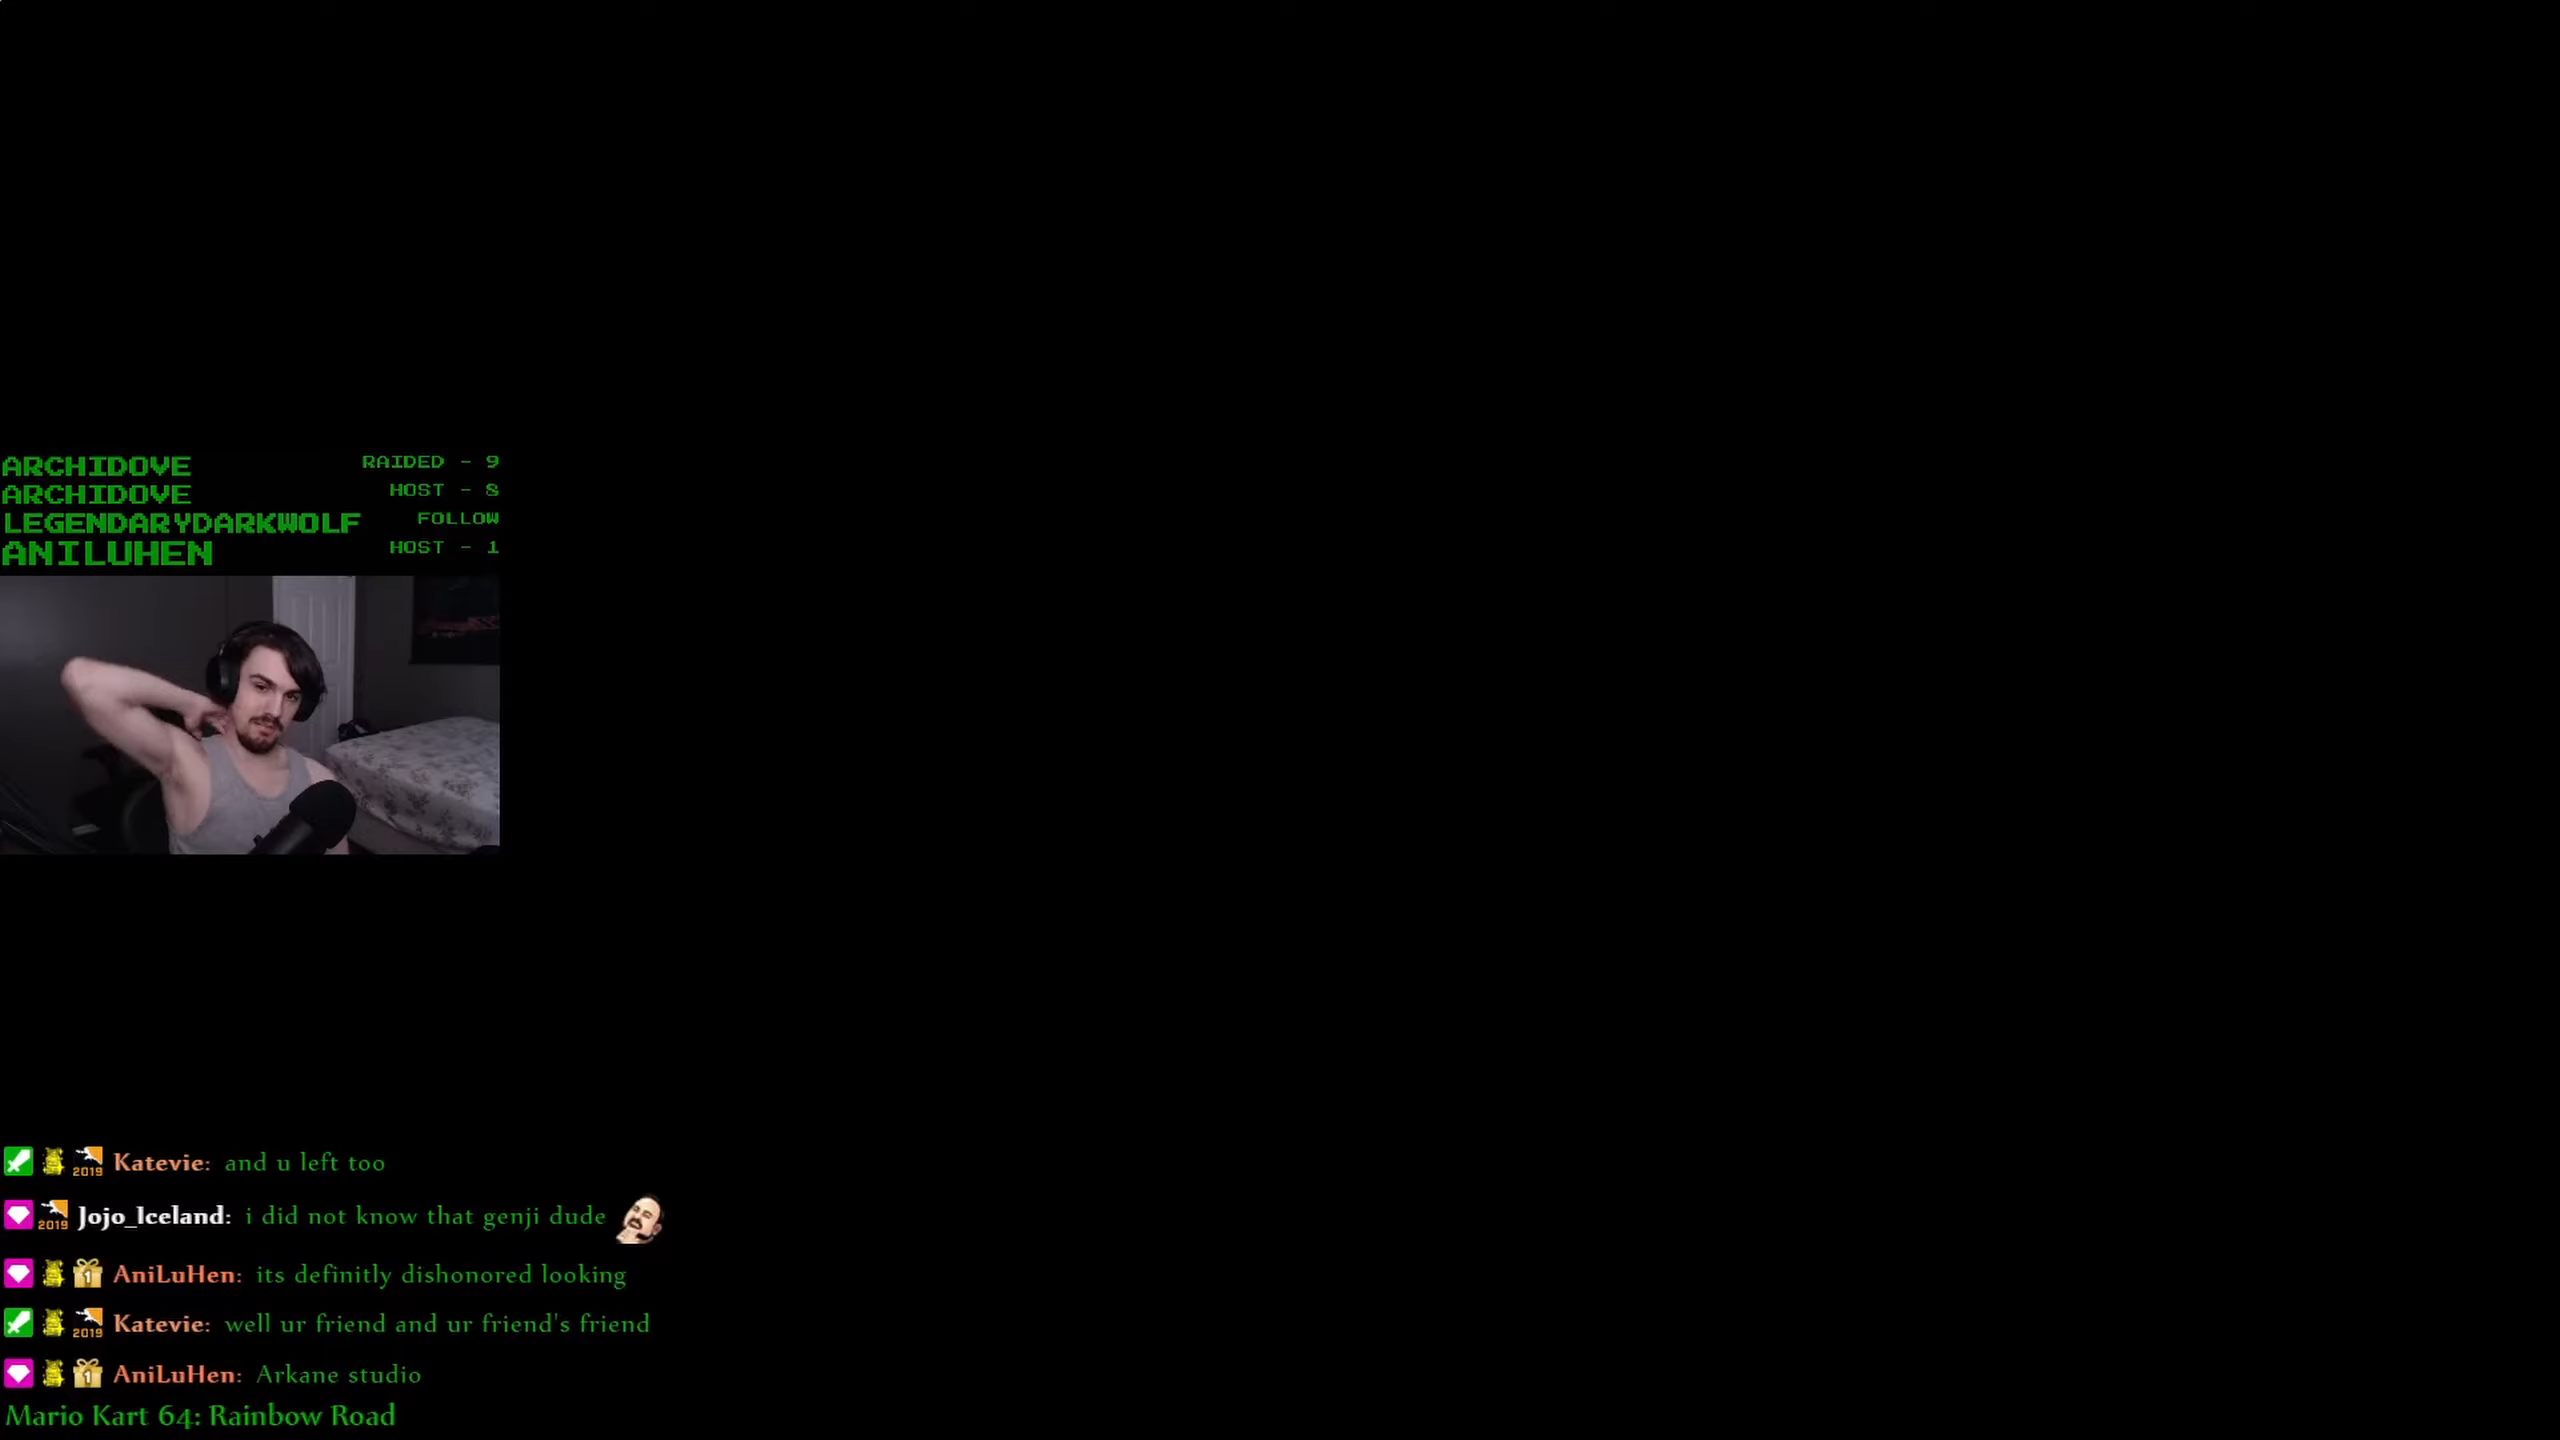 ARCHIDOVE RAIDED - 9
ARCHIDOVE HOST - 8
LEGENDARYDARKWOLF FOLLOW
ANILUHEN HOST - 1
2019 Katevie: and u left too
2019 Jojo_Iceland: i did not know that genji dude
1 AniLuHen: its definitly dishonored looking
2019 Katevie: well ur friend and ur friend's friend
1 AniLuHen: Arkane studio
Mario Kart 64: Rainbow Road